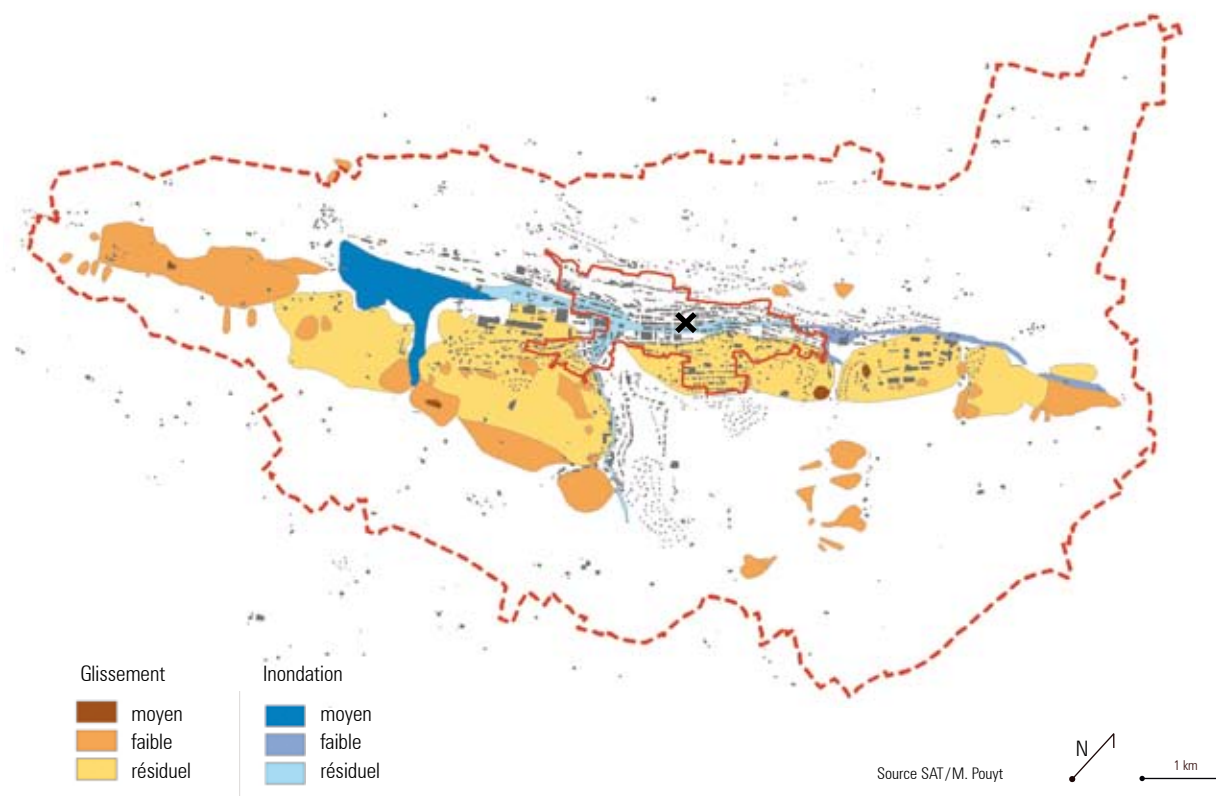 Glissement
moyen
faible
résiduel
Inondation
moyen
faible
résiduel
Source SAT/M. Pouyt
N
1 km